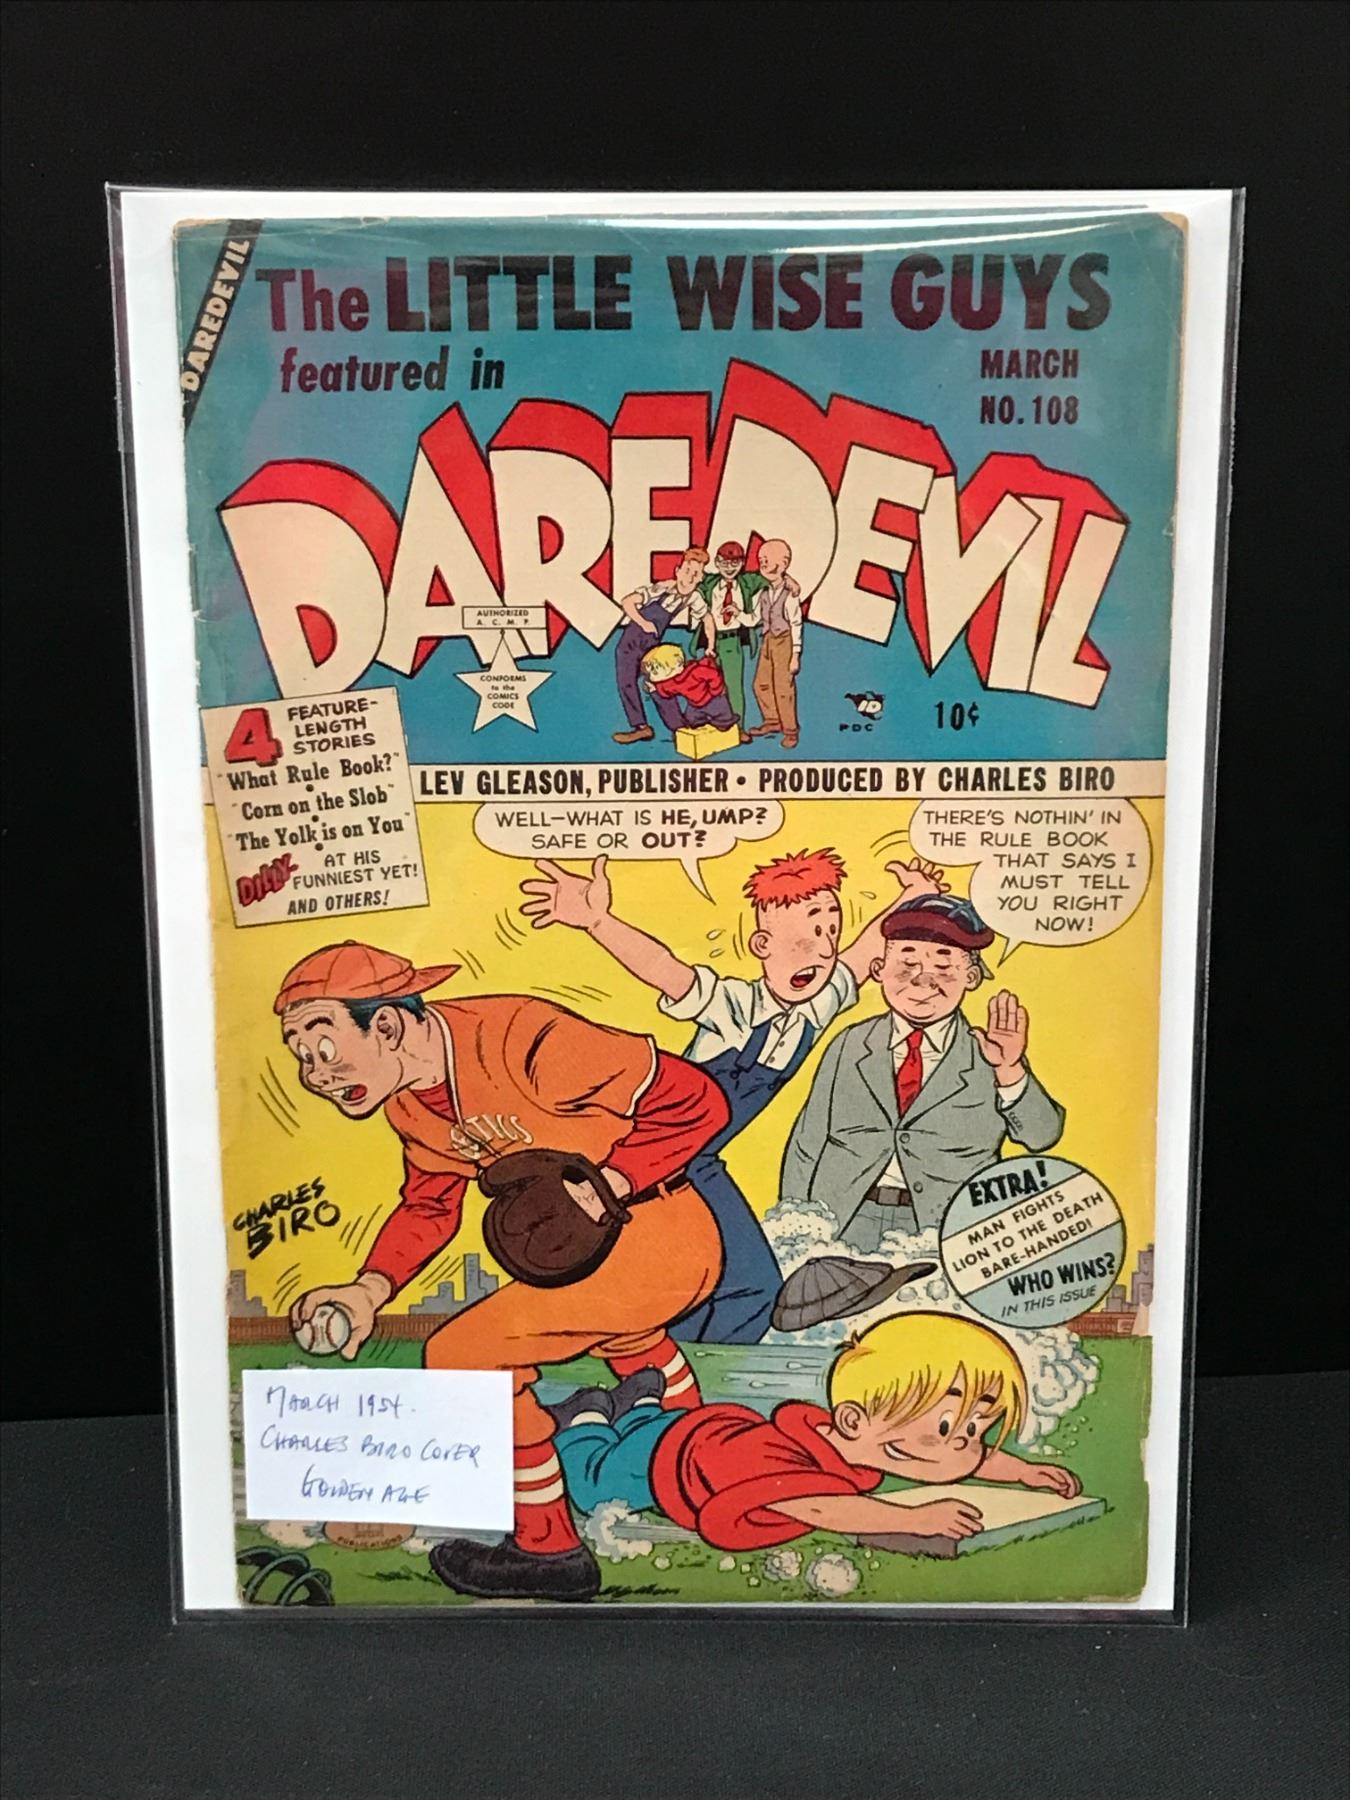 DAREDEVIL
The LITTLE WISE GUYS
featured in
MARCH
NO. 108
DAREDEVIL
AUTHORIZED
A. C. M. P.
CONFORMS
to the
COMICS
CODE
PDC
10¢
4 FEATURE-
LENGTH
STORIES
"What Rule Book?"
"Corn on the Slob"
"The Yolk is on You"
DILLY AT HIS
FUNNIEST YET!
AND OTHERS!
LEV GLEASON, PUBLISHER • PRODUCED BY CHARLES BIRO
WELL—WHAT IS HE, UMP?
SAFE OR OUT?
THERE'S NOTHIN' IN
THE RULE BOOK
THAT SAYS I
MUST TELL
YOU RIGHT
NOW!
CHARLES
BIRO
EXTRA!
MAN FIGHTS
LION TO THE DEATH
BARE-HANDED!
WHO WINS?
IN THIS ISSUE
MARCH 1954.
CHARLES BIRO COVER
GOLDEN AGE
PUBLICATIONS